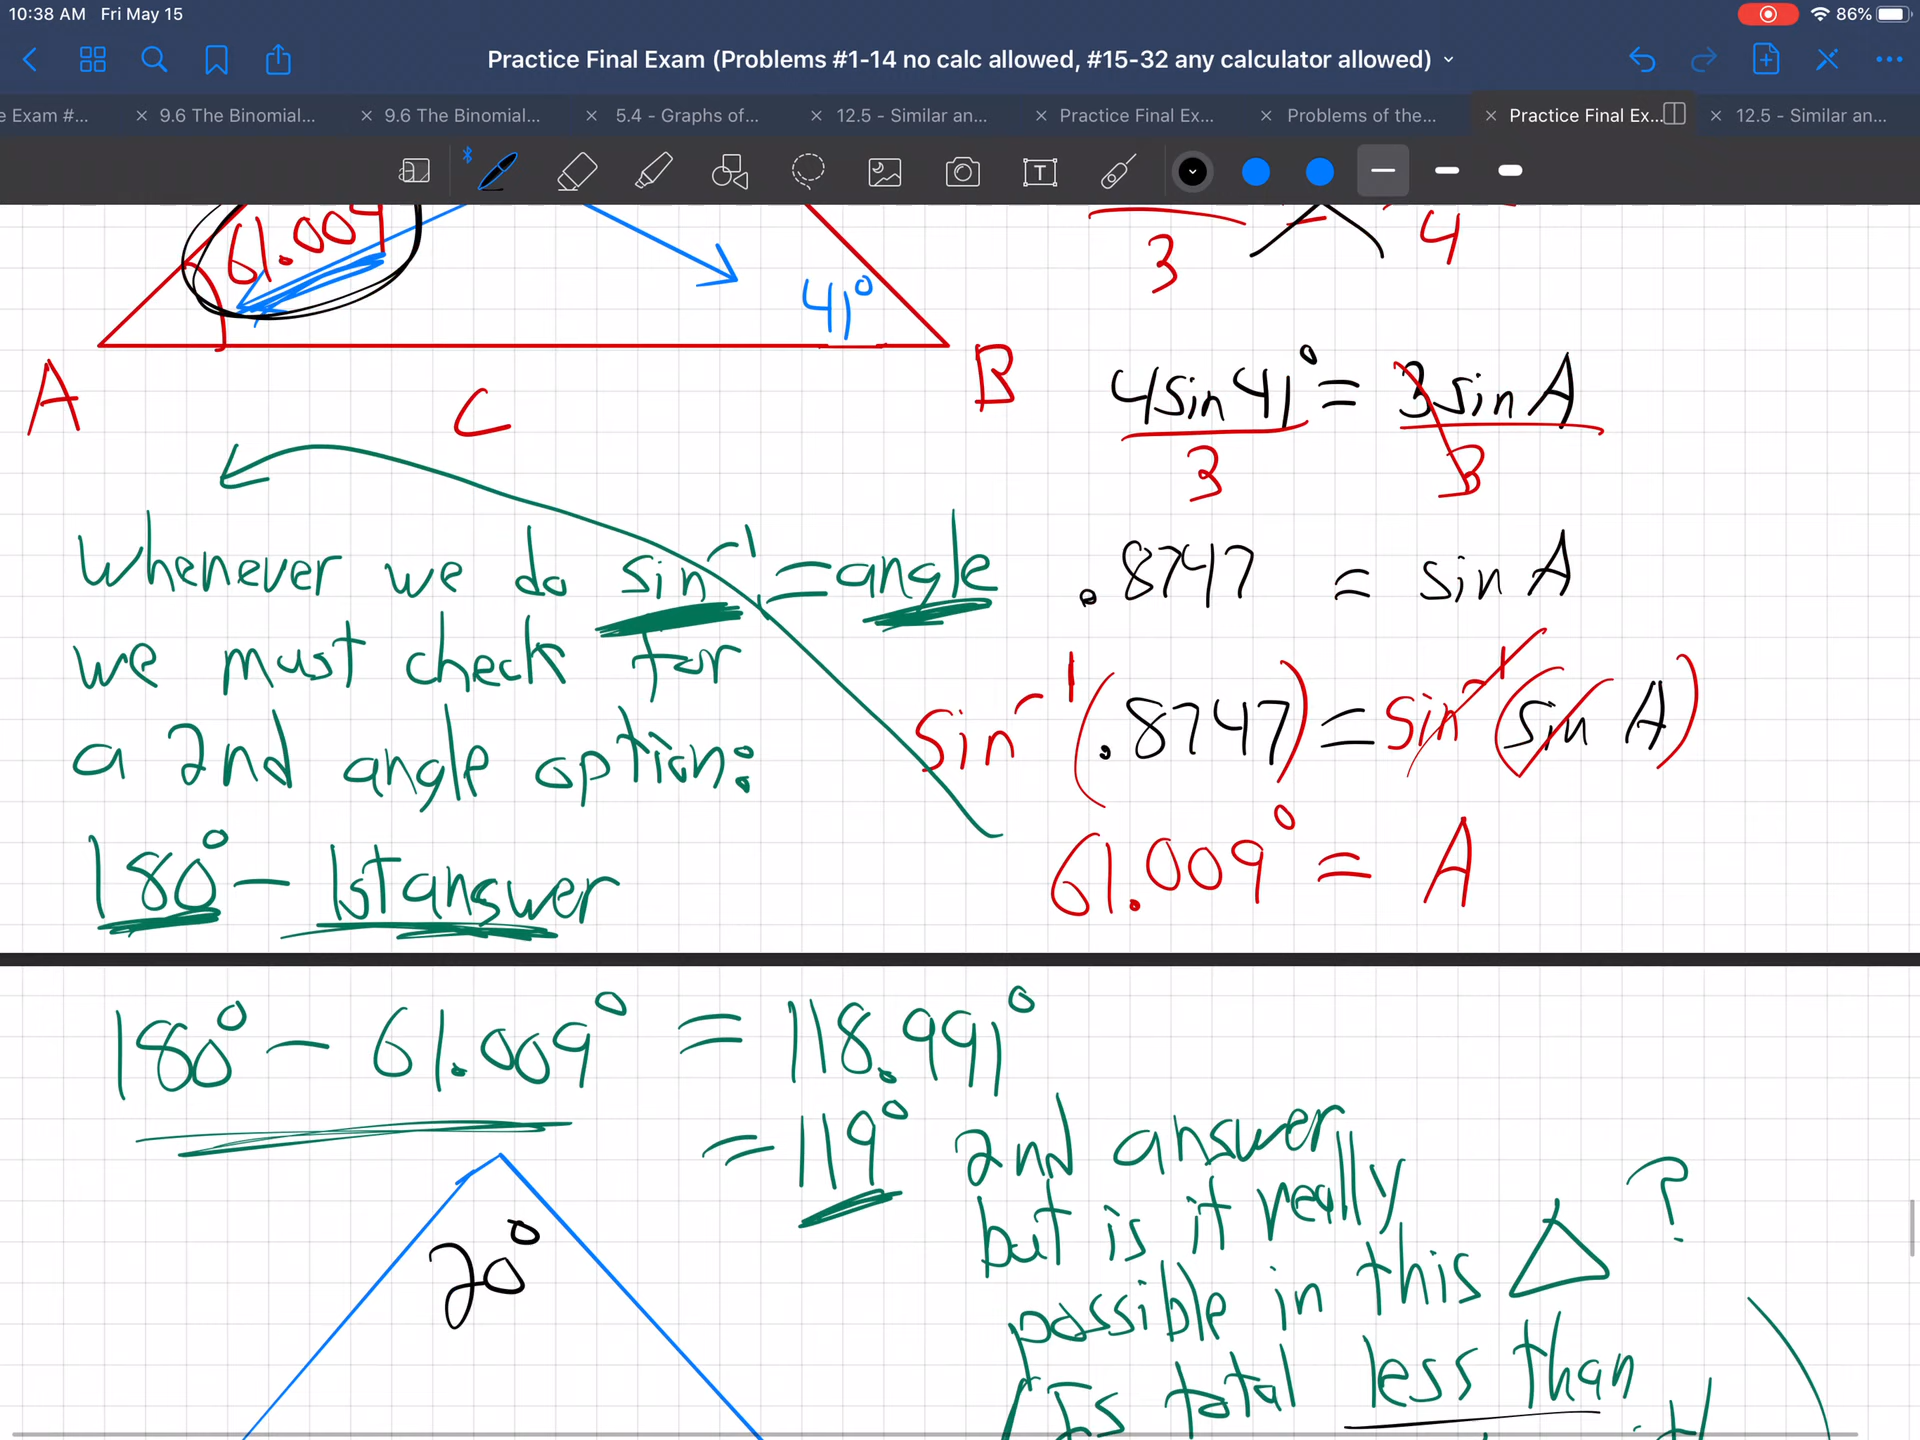 10:38 AM Fri May 15
86%
Practice Final Exam (Problems #1-14 no calc allowed, #15-32 any calculator allowed)
e Exam #...
9.6 The Binomial...
9.6 The Binomial...
5.4 - Graphs of...
12.5 - Similar an...
Practice Final Ex...
Problems of the...
Practice Final Ex...
12.5 - Similar an...
T
61.009
41°
A
B
C
3
4
4sin41° = 3sinA
3 3
.8747 = sinA
sin⁻¹(.8747) = sin⁻¹(sin A)
61.009° = A
Whenever we do sin⁻¹ = angle
we must check for
a 2nd angle option:
180° - 1st answer
180° - 61.009° = 118.991°
= 119° 2nd answer
but is it really
possible in this △ ?
Is total less than
20°